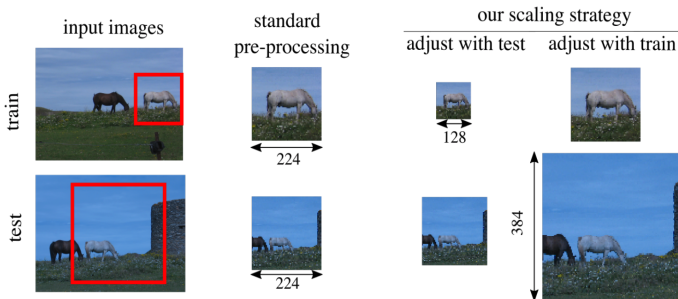 input images
standard
pre-processing
our scaling strategy
adjust with test
adjust with train
train
224
128
test
224
384